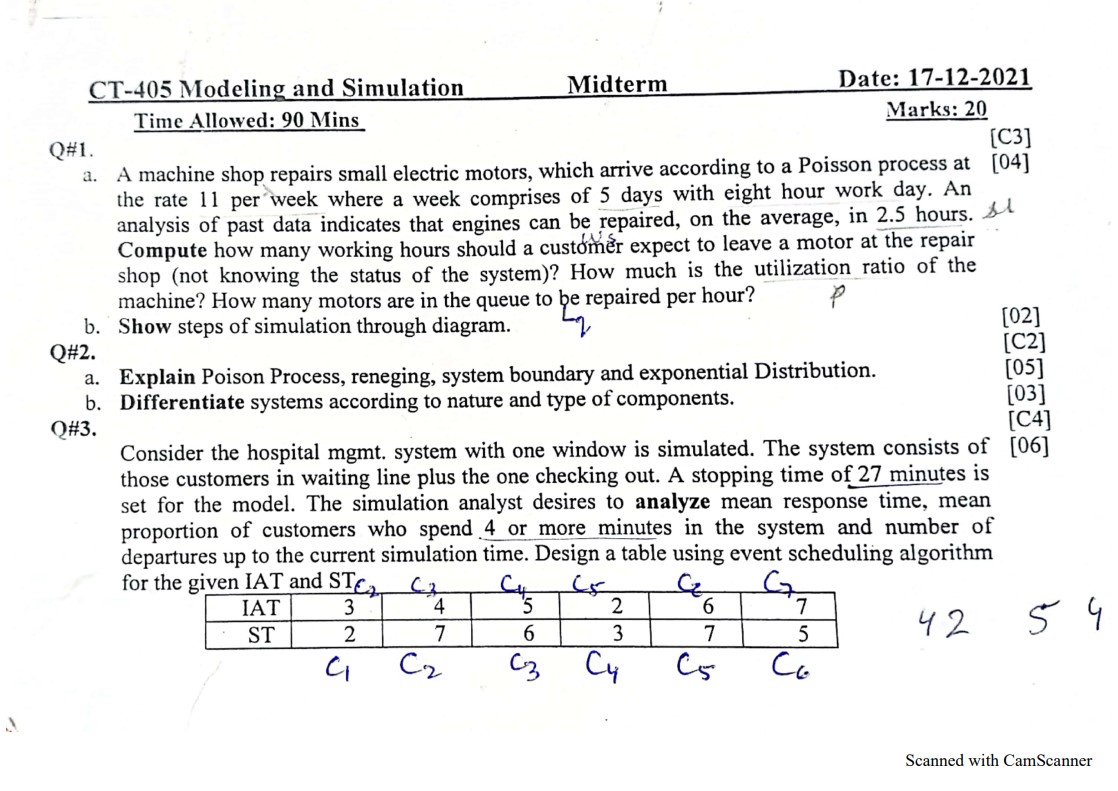 CT-405 Modeling and Simulation Midterm Date: 17-12-2021
Time Allowed: 90 Mins Marks: 20
Q#1. [C3]
a. A machine shop repairs small electric motors, which arrive according to a Poisson process at [04]
the rate 11 per week where a week comprises of 5 days with eight hour work day. An
analysis of past data indicates that engines can be repaired, on the average, in 2.5 hours.
Compute how many working hours should a customer expect to leave a motor at the repair
shop (not knowing the status of the system)? How much is the utilization ratio of the
machine? How many motors are in the queue to be repaired per hour?
b. Show steps of simulation through diagram. [02]
Q#2. [C2]
a. Explain Poison Process, reneging, system boundary and exponential Distribution. [05]
b. Differentiate systems according to nature and type of components. [03]
Q#3. [C4]
Consider the hospital mgmt. system with one window is simulated. The system consists of [06]
those customers in waiting line plus the one checking out. A stopping time of 27 minutes is
set for the model. The simulation analyst desires to analyze mean response time, mean
proportion of customers who spend 4 or more minutes in the system and number of
departures up to the current simulation time. Design a table using event scheduling algorithm
for the given IAT and ST
C2 C3 C4 C5 C7
IAT 3 4 5 2 6 7
ST 2 7 6 3 7 5
C1 C2 C3 C4 C5 C6
42 5 4
Scanned with CamScanner